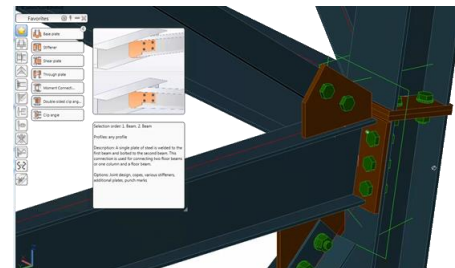 Favorites
Base plate
Stiffener
Shear plate
Through plate
Moment Connecti...
Double sided clip ang...
Clip angle
Selection order: 1. Beam, 2. Beam
Profiles: any profile
Description: A single plate of steel is welded to the
first beam and bolted to the second beam. This
connection is used for connecting two floor beams
or one column and a floor beam.
Options: Joint design, copes, various stiffeners,
additional plates, punch marks